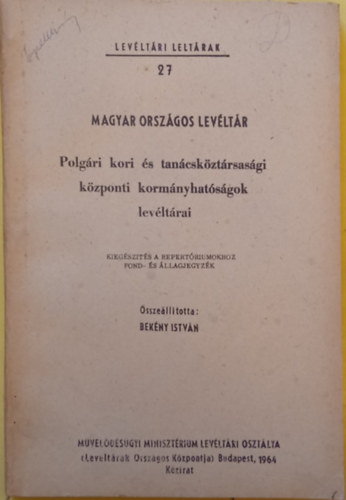 LEVÉLTÁRI LELTÁRAK
27
MAGYAR ORSZÁGOS LEVÉLTÁR
Polgári kori és tanácsköztársasági
központi kormányhatóságok
levéltárai
KIEGÉSZITÉS A REPERTÓRIUMOKHOZ
FOND- ÉS ÁLLAGJEGYZÉK
Összeállította:
BEKÉNY ISTVÁN
MŰVELŐDÉSÜGYI MINISZTÉRIUM LEVÉLTÁRI OSZTÁLYA
(Levéltárak Országos Központja) Budapest, 1964
Kézirat